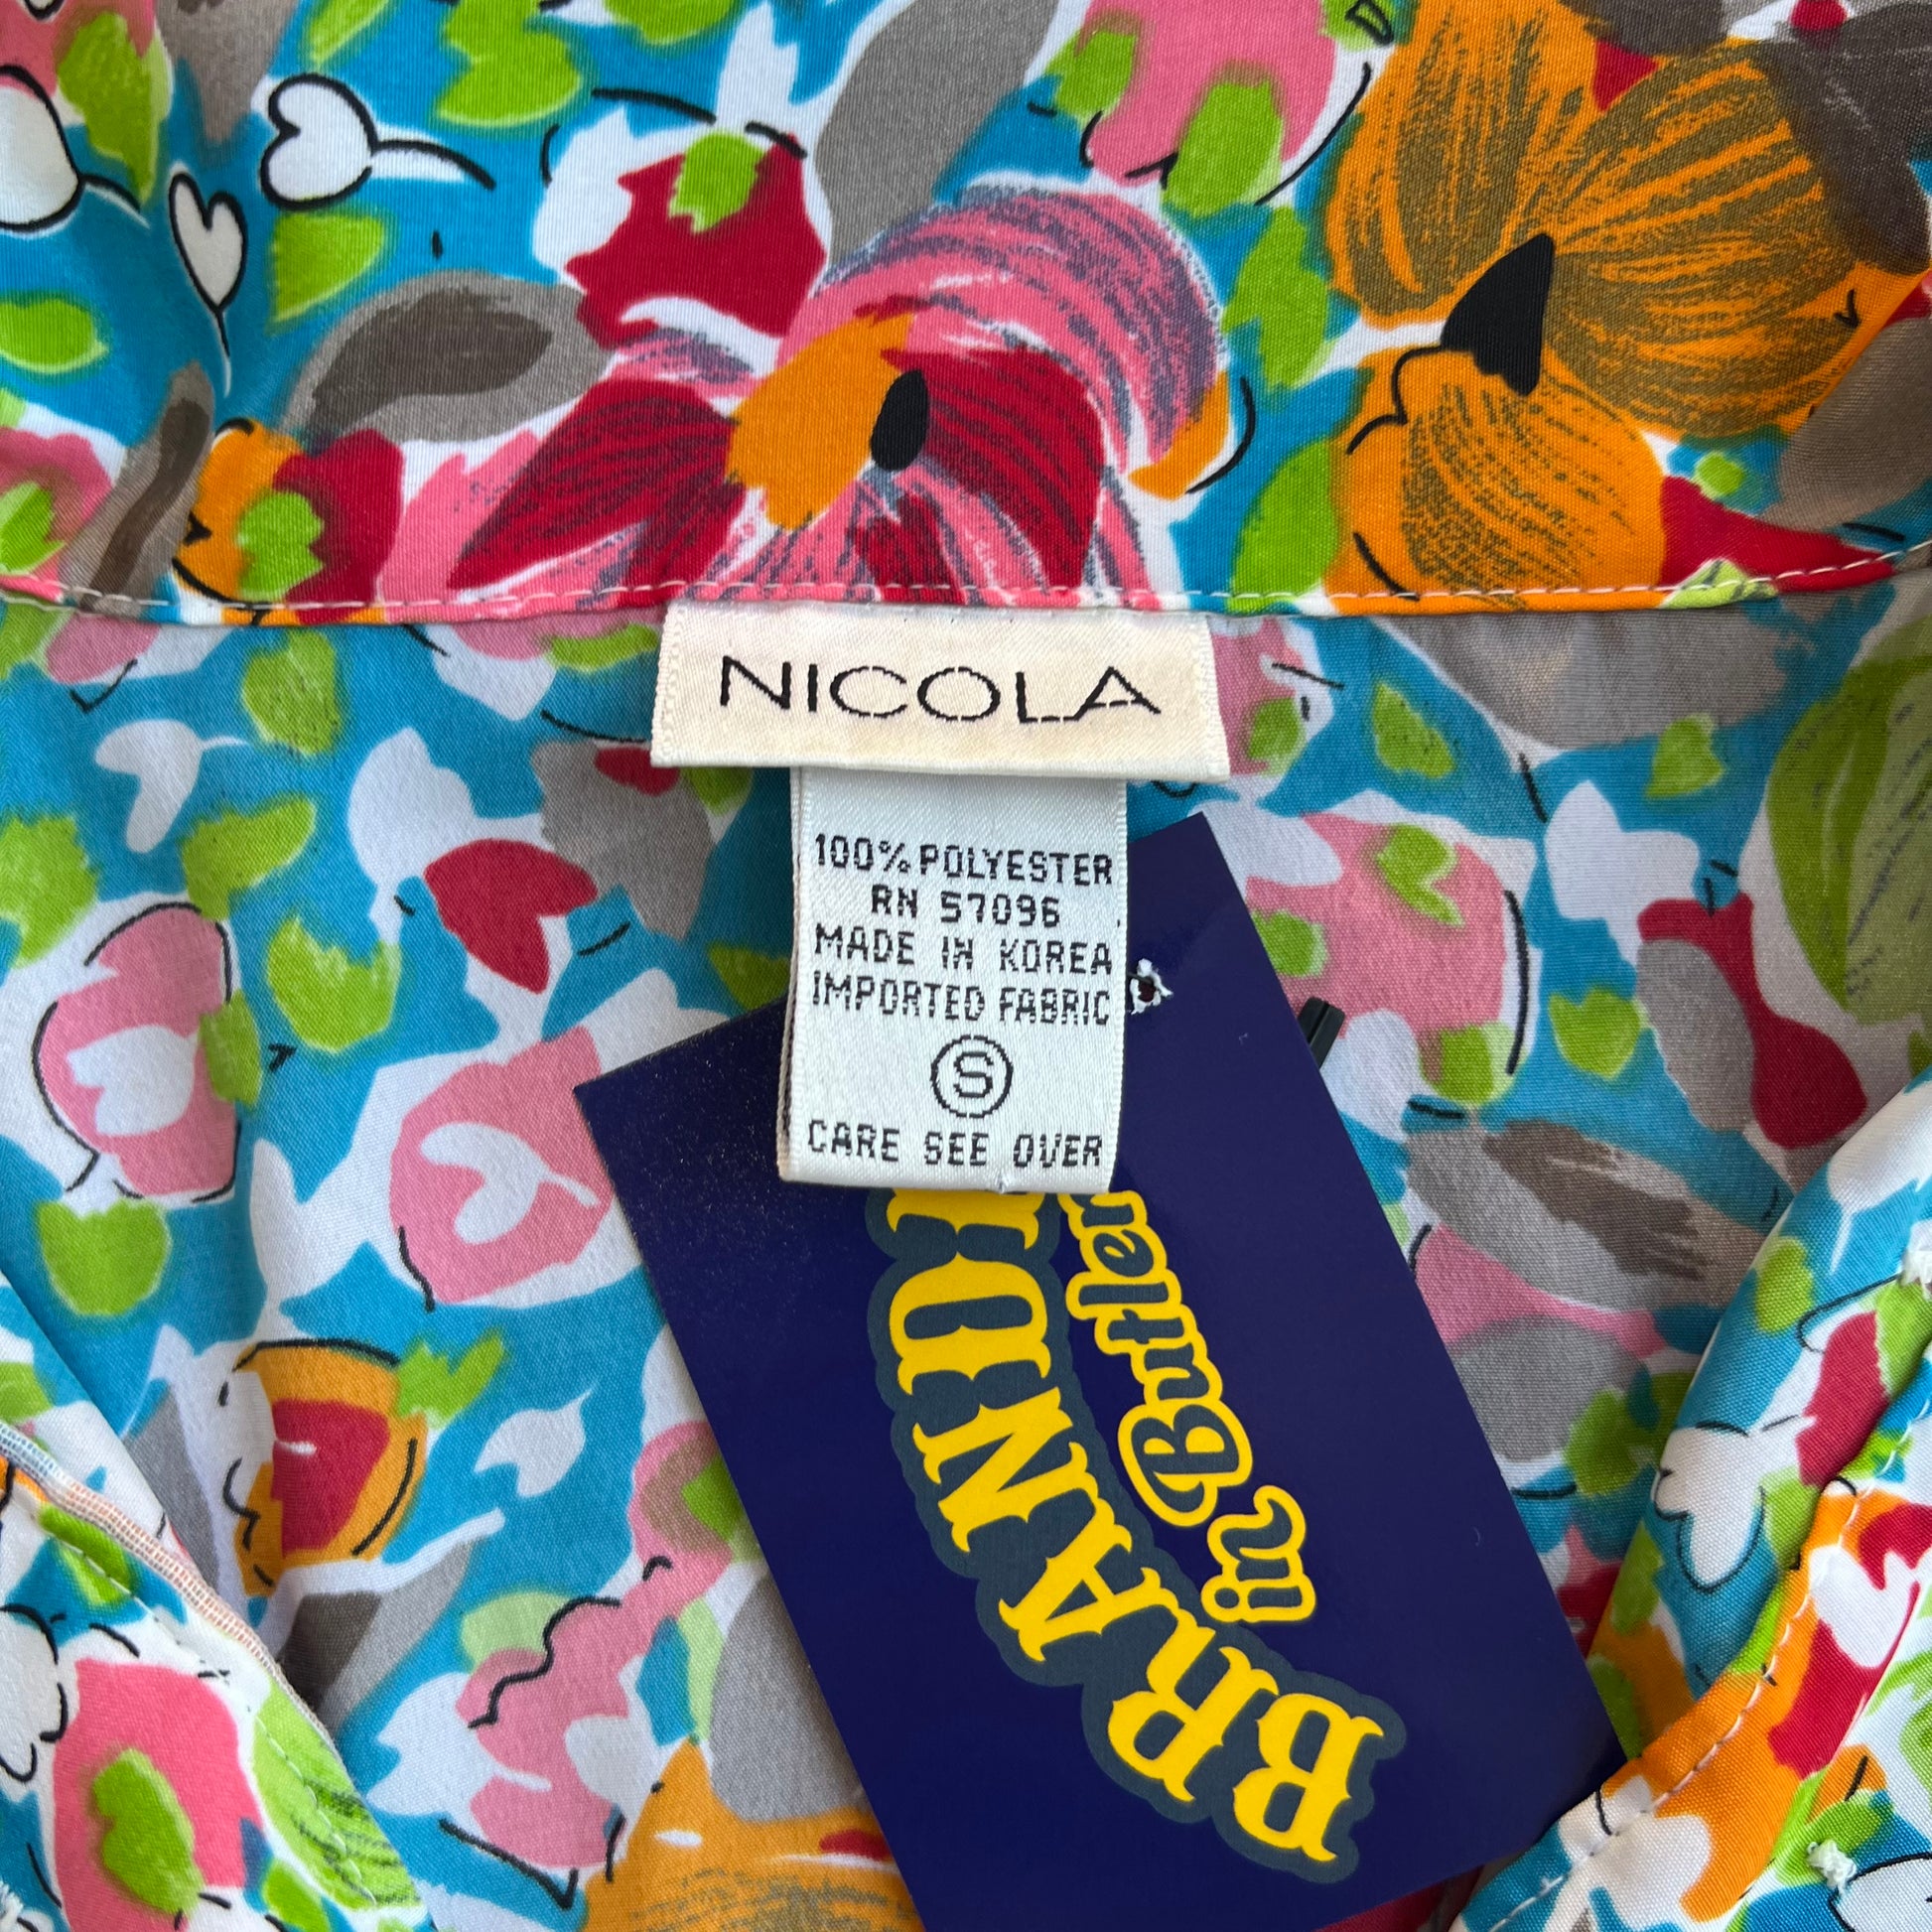 NICOLA
100% POLYESTER
RN 57096
MADE IN KOREA
IMPORTED FABRIC
S
CARE SEE OVER
in Butler